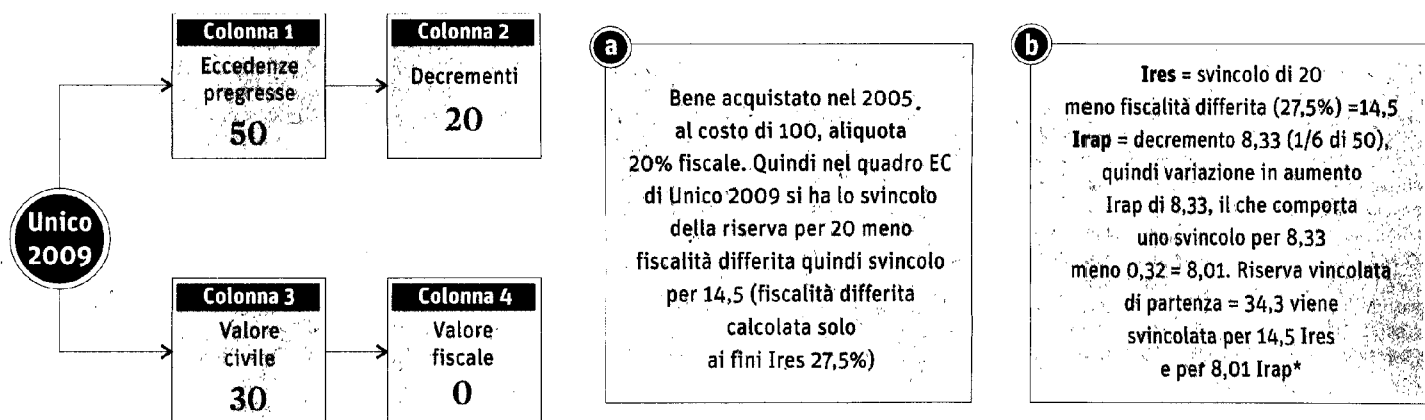 Unico
2009
Colonna 1
Eccedenze
pregresse
50
Colonna 2
Decrementi
20
Colonna 3
Valore
civile
30
Colonna 4
Valore
fiscale
0
a
Bene acquistato nel 2005,
al costo di 100, aliquota
20% fiscale. Quindi nel quadro EC
di Unico 2009 si ha lo svincolo
della riserva per 20 meno
fiscalità differita quindi svincolo
per 14,5 (fiscalità differita
calcolata solo
ai fini Ires 27,5%)
b
Ires = svincolo di 20
meno fiscalità differita (27,5%) =14,5
Irap = decremento 8,33 (1/6 di 50),
quindi variazione in aumento
Irap di 8,33, il che comporta
uno svincolo per 8,33
meno 0,32 = 8,01. Riserva vincolata
di partenza = 34,3 viene
svincolata per 14,5 Ires
e per 8,01 Irap*